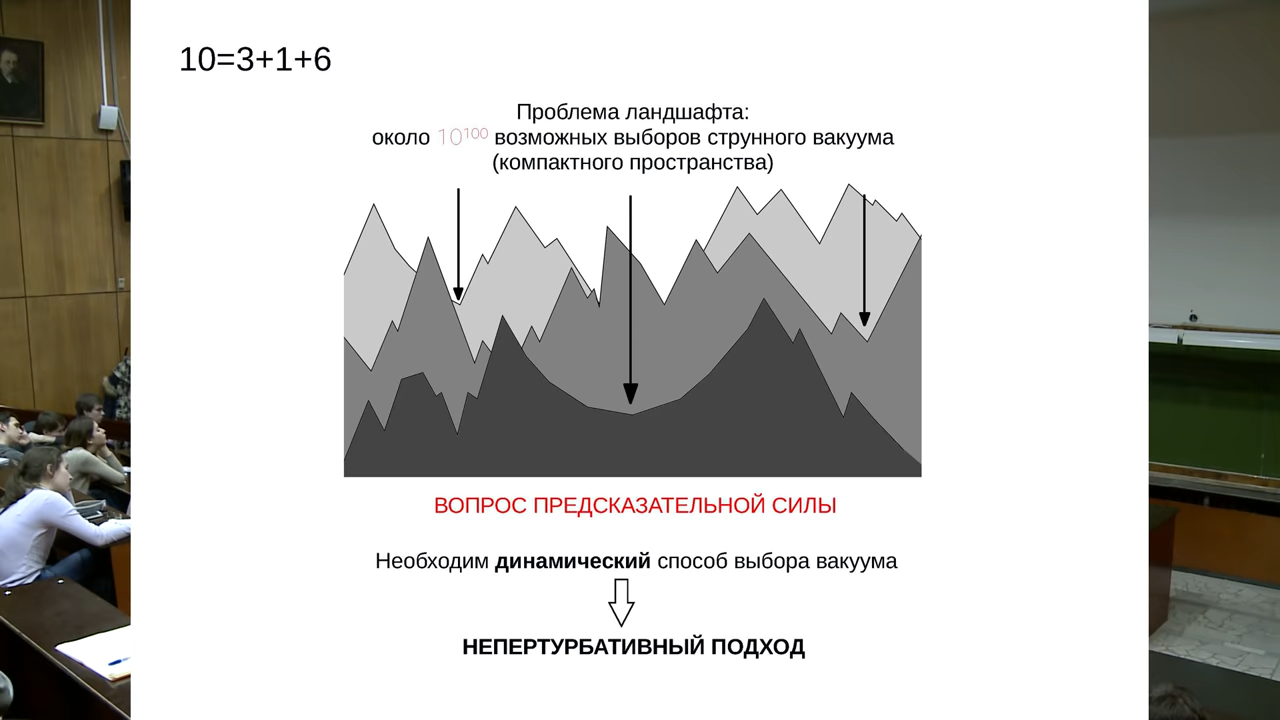 10=3+1+6
Проблема ландшафта:
около 10¹⁰⁰ возможных выборов струнного вакуума
(компактного пространства)
ВОПРОС ПРЕДСКАЗАТЕЛЬНОЙ СИЛЫ
Необходим динамический способ выбора вакуума
НЕПЕРТУРБАТИВНЫЙ ПОДХОД